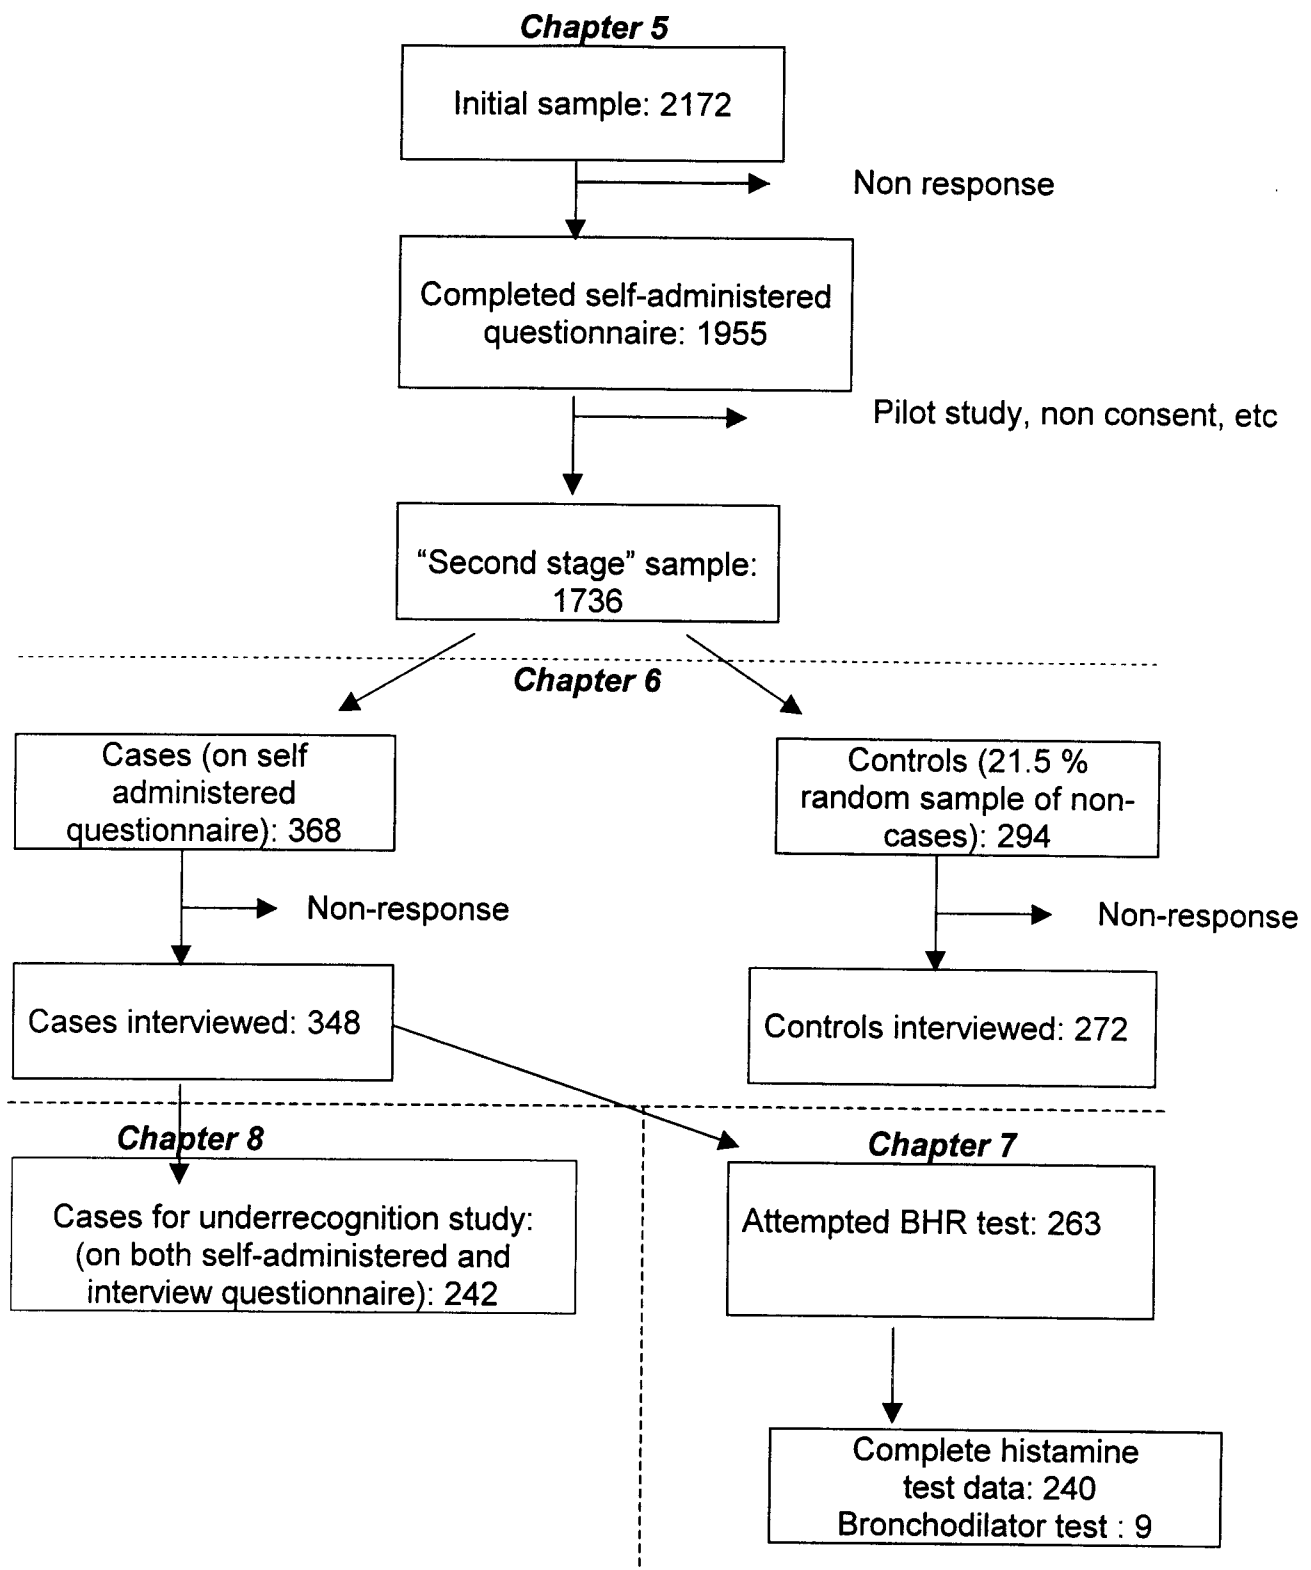 Chapter 5
Initial sample: 2172
Non response
Completed self-administered
questionnaire: 1955
Pilot study, non consent, etc
“Second stage” sample:
1736
Chapter 6
Cases (on self
administered
questionnaire): 368
Controls (21.5 %
random sample of non-
cases): 294
Non-response
Non-response
Cases interviewed: 348
Controls interviewed: 272
Chapter 8
Chapter 7
Cases for underrecognition study:
(on both self-administered and
interview questionnaire): 242
Attempted BHR test: 263
Complete histamine
test data: 240
Bronchodilator test : 9